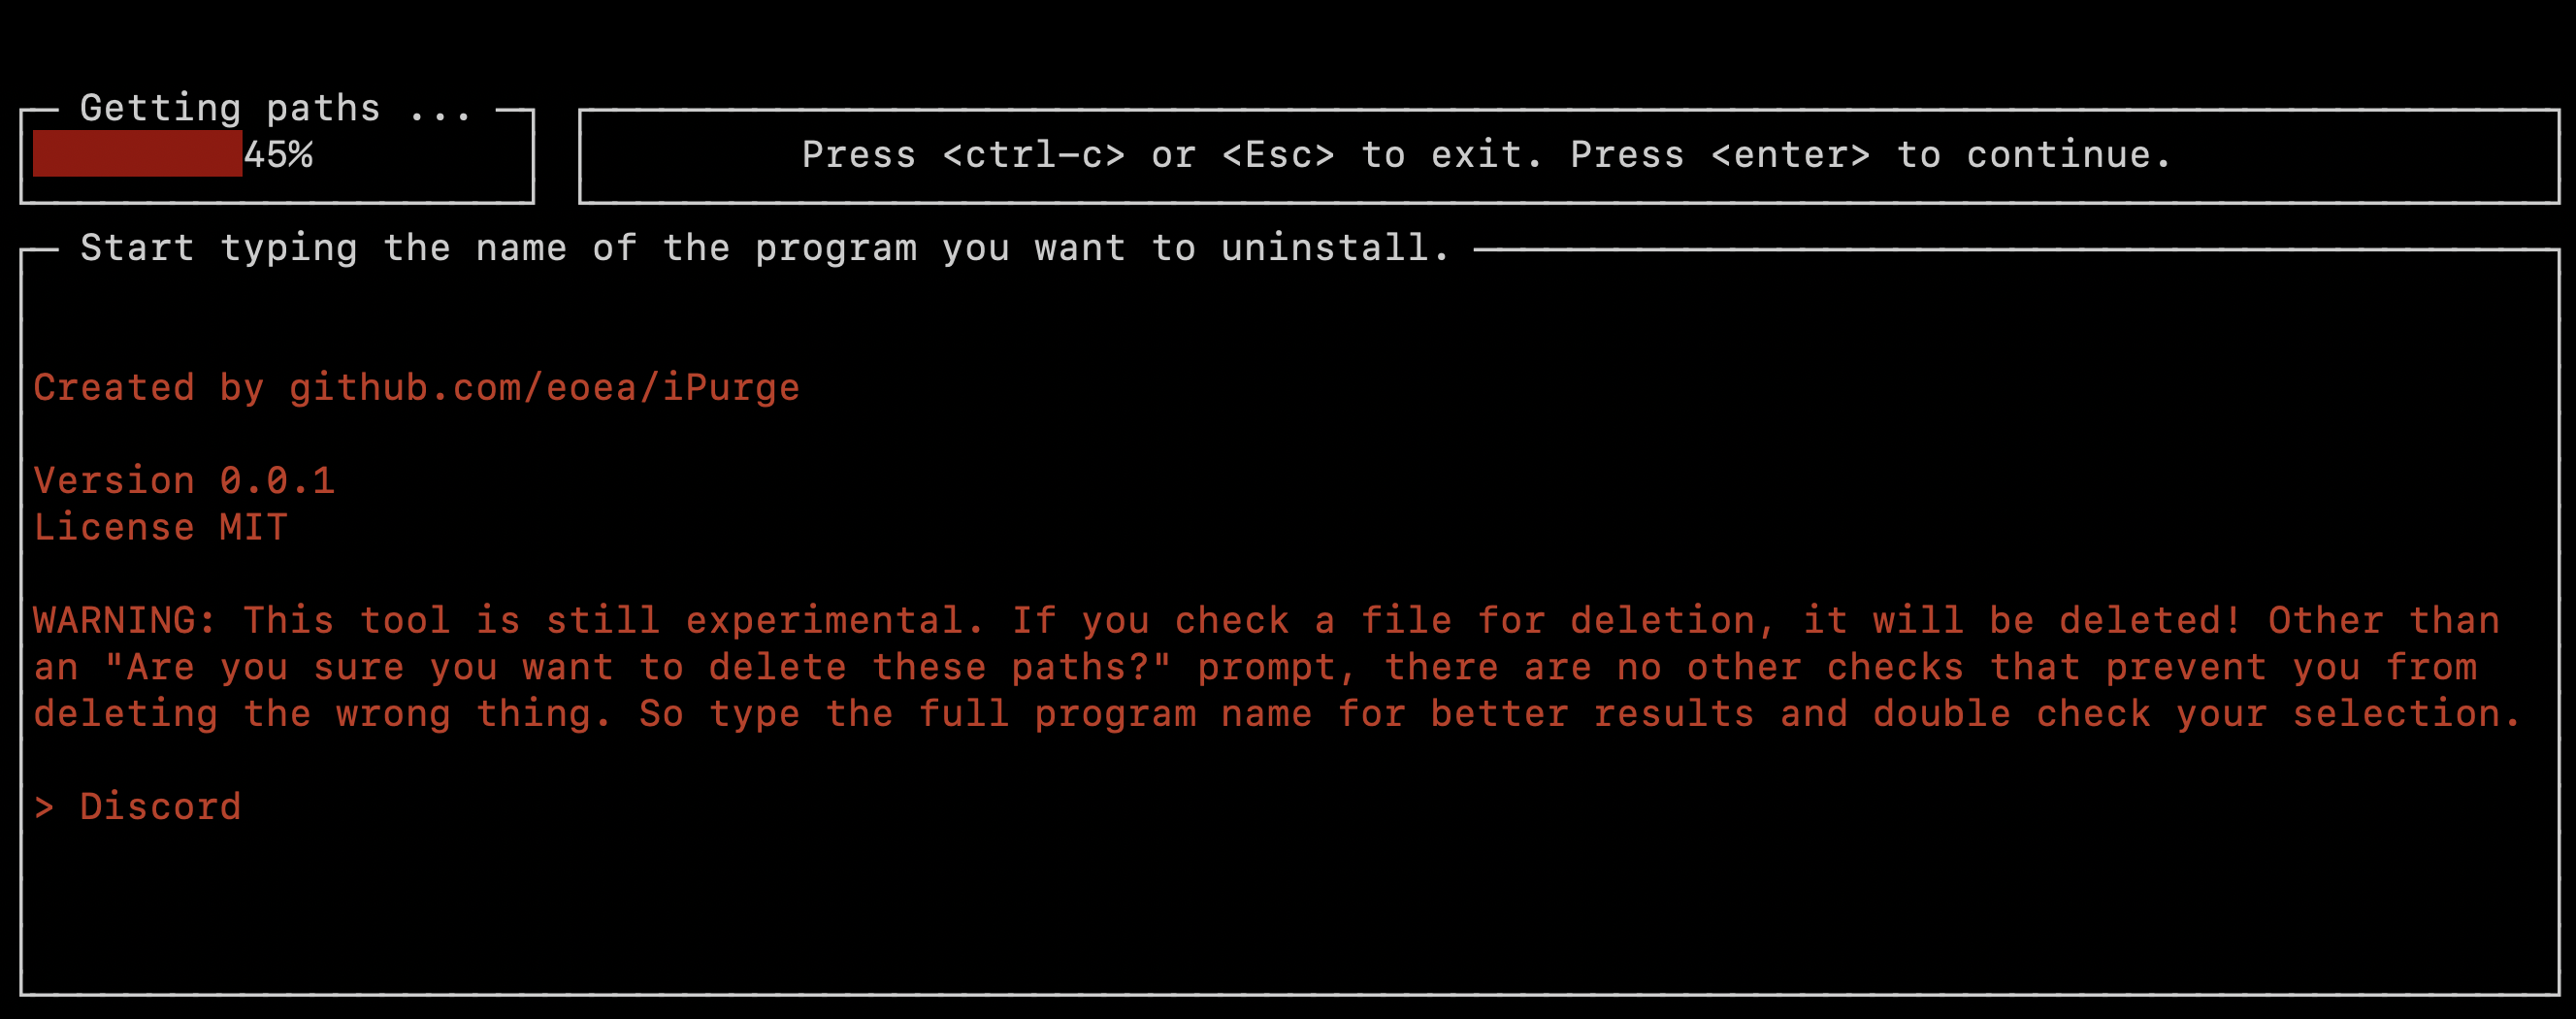 Getting paths ...
45%
Press <ctrl-c> or <Esc> to exit. Press <enter> to continue.
Start typing the name of the program you want to uninstall.
Created by github.com/eoea/iPurge
Version 0.0.1
License MIT
WARNING: This tool is still experimental. If you check a file for deletion, it will be deleted! Other than
an "Are you sure you want to delete these paths?" prompt, there are no other checks that prevent you from
deleting the wrong thing. So type the full program name for better results and double check your selection.
> Discord